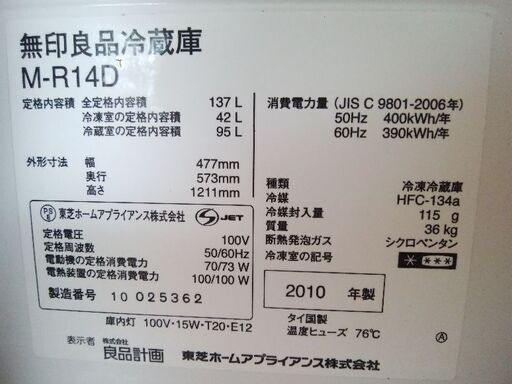 無印良品冷蔵庫
M-R14D
定格内容積 全定格内容積 137 L
冷凍室の定格内容積 42 L
冷蔵室の定格内容積 95 L
外形寸法 幅 477mm
奥行 573mm
高さ 1211mm
PS E 東芝ホームアプライアンス株式会社 JET
定格電圧 100V
定格周波数 50/60Hz
電動機の定格消費電力 70/73 W
電熱装置の定格消費電力 100/100 W
製造番号 10 025362
庫内灯 100V・15W・T20・E12
消費電力量 (JIS C 9801-2006年)
50Hz 400kWh/年
60Hz 390kWh/年
種類 冷凍冷蔵庫
冷媒 HFC-134a
冷媒封入量 115 g
質量 36 kg
断熱発泡ガス シクロペンタン
冷凍室の記号 * ***
2010 年製
タイ国製
温度ヒューズ 76℃
Ⓐ
表示者 株式会社 良品計画 東芝ホームアプライアンス株式会社